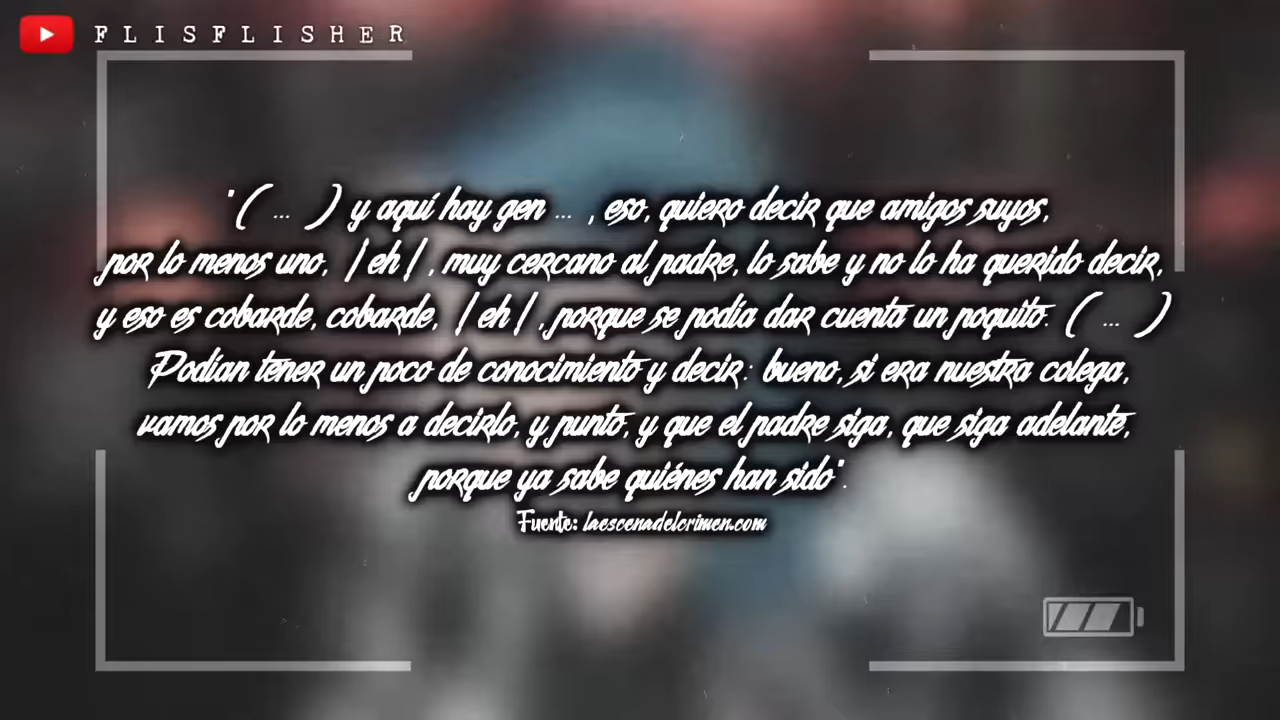 FLISFLISHER
"( ... ) y aquí hay gen ... , eso, quiero decir que amigos suyos,
por lo menos uno, ¡ eh ! , muy cercano al padre, lo sabe y no lo ha querido decir,
y eso es cobarde, cobarde, ¡ eh ! , porque se podía dar cuenta un poquito. ( ... )
Podían tener un poco de conocimiento y decir: bueno, si era nuestra colega,
vamos por lo menos a decirlo, y punto, y que el padre siga, que siga adelante,
porque ya sabe quiénes han sido".
Fuente: laescenadelcrimen.com